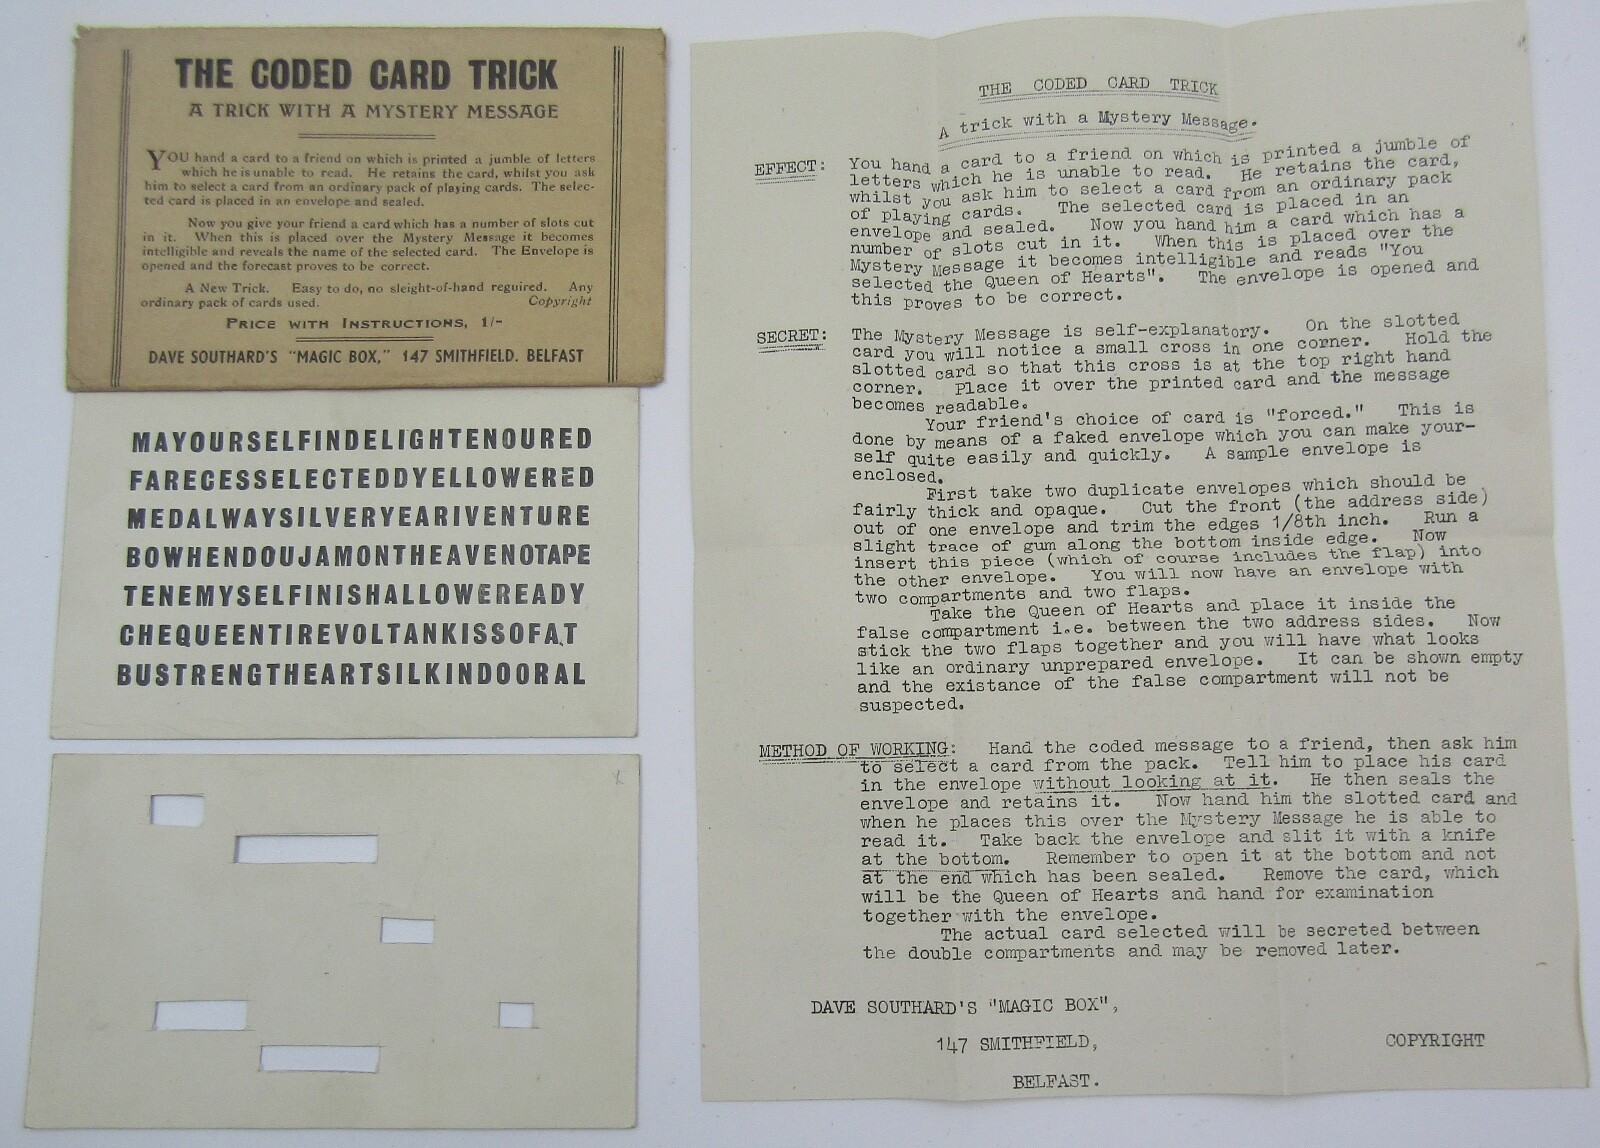 THE CODED CARD TRICK
A TRICK WITH A MYSTERY MESSAGE
YOU hand a card to a friend on which is printed a jumble of letters
which he is unable to read. He retains the card, whilst you ask
him to select a card from an ordinary pack of playing cards. The selec-
ted card is placed in an envelope and sealed.
Now you give your friend a card which has a number of slots cut
in it. When this is placed over the Mystery Message it becomes
intelligible and reveals the name of the selected card. The Envelope is
opened and the forecast proves to be correct.
A New Trick. Easy to do, no sleight-of-hand reguired. Any
ordinary pack of cards used. Copyright
PRICE WITH INSTRUCTIONS, 1/-
DAVE SOUTHARD'S "MAGIC BOX," 147 SMITHFIELD. BELFAST
MAYOURSELFINDELIGHTENOURED
FARECESSELECTEDDYELLOWERED
MEDALWAYSILVERYEARIVENTURE
BOWHENDOUJAMONTHEAVENOTAPE
TENEMYSELFINISHALLOWEREADY
CHEQUEENTIREVOLTANKISSOFAT
BUSTRENGTHEARTSILKINDOORAL
x
THE CODED CARD TRICK
A trick with a Mystery Message.
EFFECT: You hand a card to a friend on which is printed a jumble of
letters which he is unable to read. He retains the card,
whilst you ask him to select a card from an ordinary pack
of playing cards. The selected card is placed in an
envelope and sealed. Now you hand him a card which has a
number of slots cut in it. When this is placed over the
Mystery Message it becomes intelligible and reads "You
selected the Queen of Hearts". The envelope is opened and
this proves to be correct.
SECRET: The Mystery Message is self-explanatory. On the slotted
card you will notice a small cross in one corner. Hold the
slotted card so that this cross is at the top right hand
corner. Place it over the printed card and the message
becomes readable.
Your friend's choice of card is "forced." This is
done by means of a faked envelope which you can make your-
self quite easily and quickly. A sample envelope is
enclosed.
First take two duplicate envelopes which should be
fairly thick and opaque. Cut the front (the address side)
out of one envelope and trim the edges 1/8th inch. Run a
slight trace of gum along the bottom inside edge. Now
insert this piece (which of course includes the flap) into
the other envelope. You will now have an envelope with
two compartments and two flaps.
Take the Queen of Hearts and place it inside the
false compartment i.e. between the two address sides. Now
stick the two flaps together and you will have what looks
like an ordinary unprepared envelope. It can be shown empty
and the existance of the false compartment will not be
suspected.
METHOD OF WORKING: Hand the coded message to a friend, then ask him
to select a card from the pack. Tell him to place his card
in the envelope without looking at it. He then seals the
envelope and retains it. Now hand him the slotted card and
when he places this over the Mystery Message he is able to
read it. Take back the envelope and slit it with a knife
at the bottom. Remember to open it at the bottom and not
at the end which has been sealed. Remove the card, which
will be the Queen of Hearts and hand for examination
together with the envelope.
The actual card selected will be secreted between
the double compartments and may be removed later.
DAVE SOUTHARD'S "MAGIC BOX",
147 SMITHFIELD, COPYRIGHT
BELFAST.